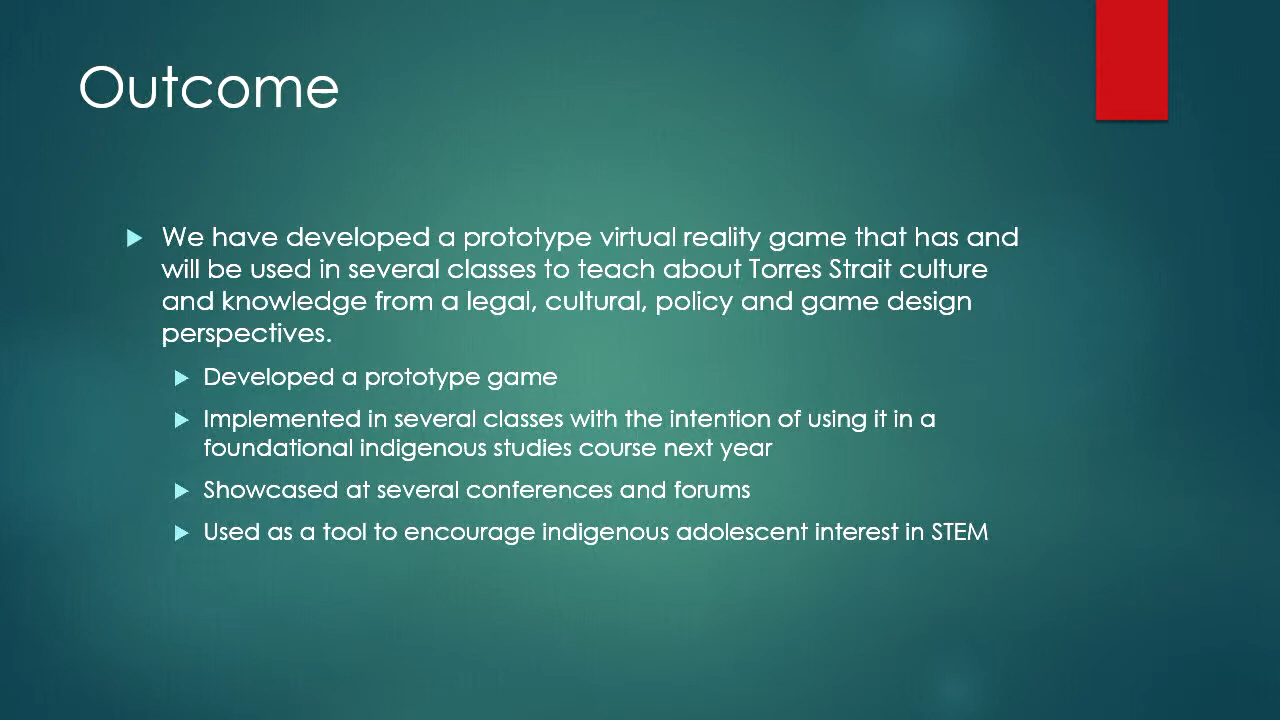 Outcome
We have developed a prototype virtual reality game that has and
will be used in several classes to teach about Torres Strait culture
and knowledge from a legal, cultural, policy and game design
perspectives.
Developed a prototype game
Implemented in several classes with the intention of using it in a
foundational indigenous studies course next year
Showcased at several conferences and forums
Used as a tool to encourage indigenous adolescent interest in STEM